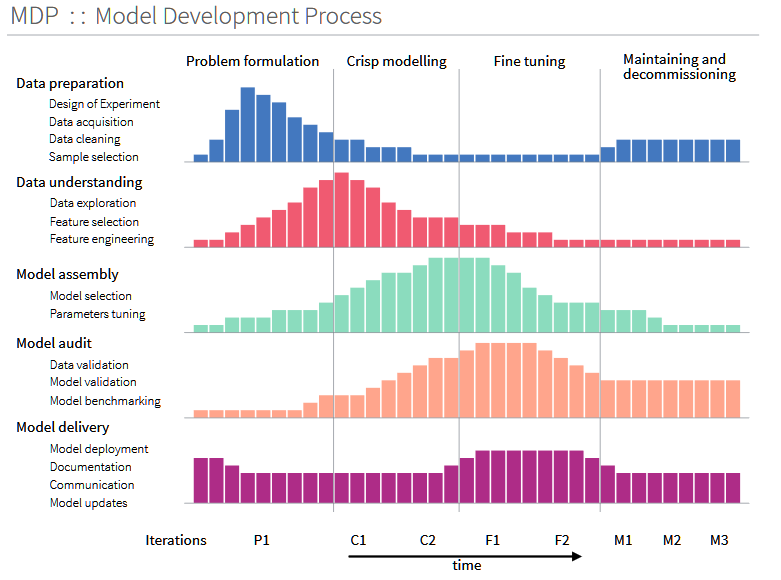 MDP :: Model Development Process
Problem formulation
Crisp modelling
Fine tuning
Maintaining and
decommissioning
Data preparation
Design of Experiment
Data acquisition
Data cleaning
Sample selection
Data understanding
Data exploration
Feature selection
Feature engineering
Model assembly
Model selection
Parameters tuning
Model audit
Data validation
Model validation
Model benchmarking
Model delivery
Model deployment
Documentation
Communication
Model updates
Iterations P1 C1 C2 F1 F2 M1 M2 M3
time